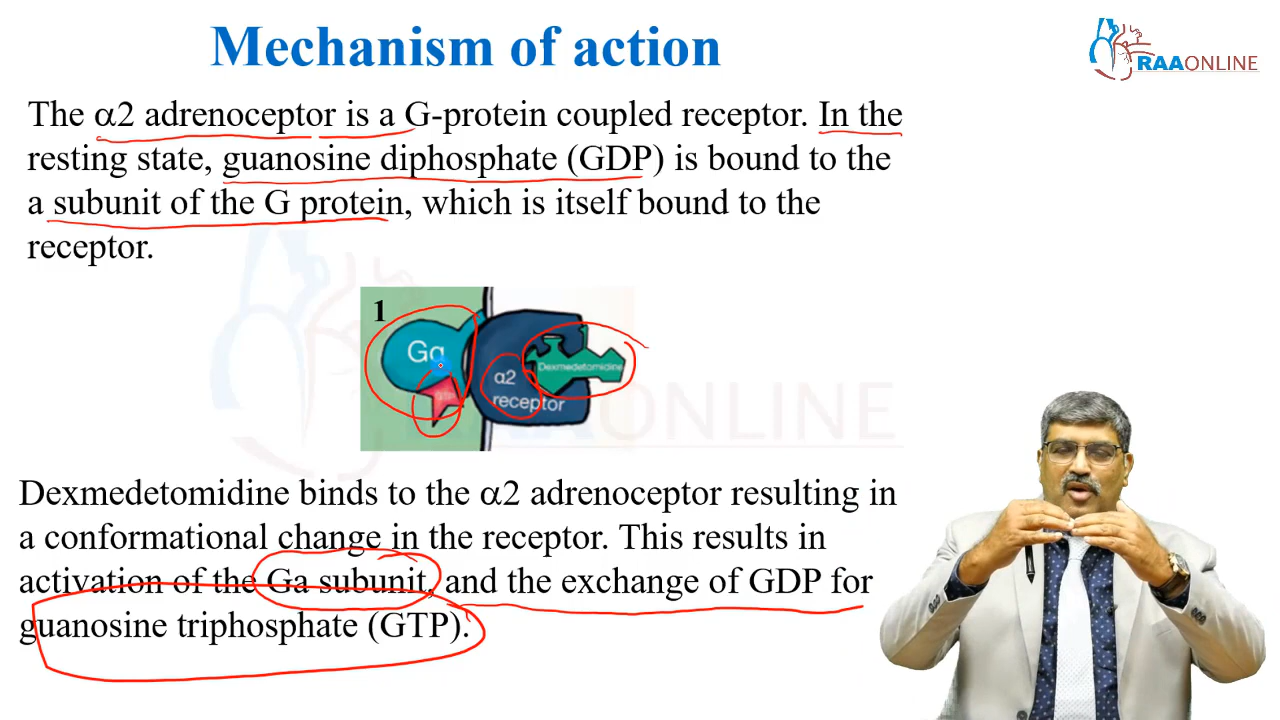 Mechanism of action
RAAONLINE
The α2 adrenoceptor is a G-protein coupled receptor. In the
resting state, guanosine diphosphate (GDP) is bound to the
a subunit of the G protein, which is itself bound to the
receptor.
1
Ga
α2
receptor
Dexmedetomidine
RAAONLINE
Dexmedetomidine binds to the α2 adrenoceptor resulting in
a conformational change in the receptor. This results in
activation of the Ga subunit, and the exchange of GDP for
guanosine triphosphate (GTP).